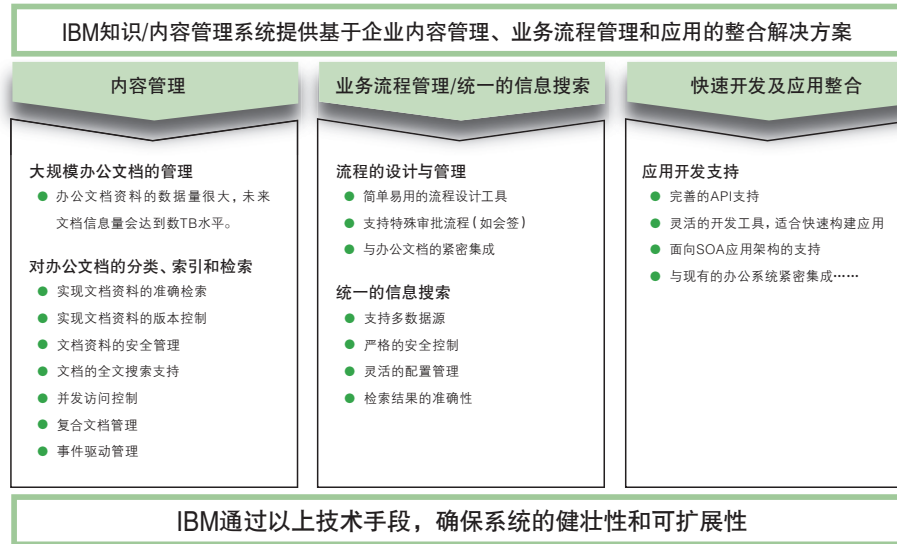 IBM知识/内容管理系统提供基于企业内容管理、业务流程管理和应用的整合解决方案
内容管理
大规模办公文档的管理
办公文档资料的数据量很大，未来
文档信息量会达到数TB水平。
对办公文档的分类、索引和检索
实现文档资料的准确检索
实现文档资料的版本控制
文档资料的安全管理
文档的全文搜索支持
并发访问控制
复合文档管理
事件驱动管理
业务流程管理/统一的信息搜索
流程的设计与管理
简单易用的流程设计工具
支持特殊审批流程(如会签)
与办公文档的紧密集成
统一的信息搜索
支持多数据源
严格的安全控制
灵活的配置管理
检索结果的准确性
快速开发及应用整合
应用开发支持
完善的API支持
灵活的开发工具，适合快速构建应用
面向SOA应用架构的支持
与现有的办公系统紧密集成……
IBM通过以上技术手段，确保系统的健壮性和可扩展性